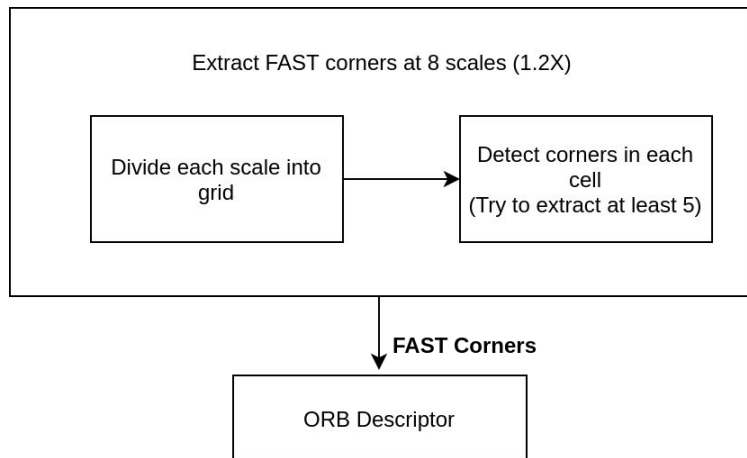 Extract FAST corners at 8 scales (1.2X)
Divide each scale into
grid
Detect corners in each
cell
(Try to extract at least 5)
FAST Corners
ORB Descriptor